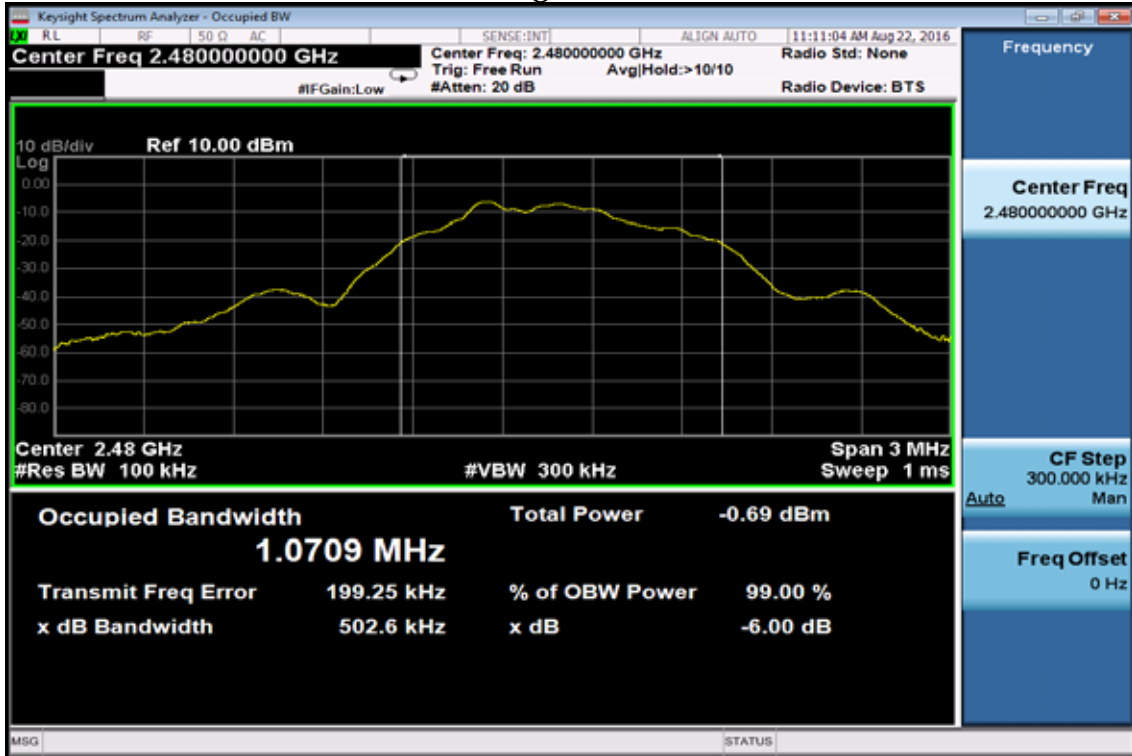 Keysight Spectrum Analyzer - Occupied BW
RL RF 50 Ω AC SENSE:INT ALIGN AUTO 11:11:04 AM Aug 22, 2016
Center Freq 2.480000000 GHz
Center Freq: 2.480000000 GHz Radio Std: None
Trig: Free Run Avg|Hold:>10/10
#IFGain:Low #Atten: 20 dB Radio Device: BTS
Frequency
10 dB/div Ref 10.00 dBm
Log
0.00
-10.0
-20.0
-30.0
-40.0
-50.0
-60.0
-70.0
-80.0
Center 2.48 GHz Span 3 MHz
#Res BW 100 kHz #VBW 300 kHz Sweep 1 ms
Center Freq
2.480000000 GHz
CF Step
300.000 kHz
Auto Man
Freq Offset
0 Hz
Occupied Bandwidth Total Power -0.69 dBm
1.0709 MHz
Transmit Freq Error 199.25 kHz % of OBW Power 99.00 %
x dB Bandwidth 502.6 kHz x dB -6.00 dB
MSG STATUS